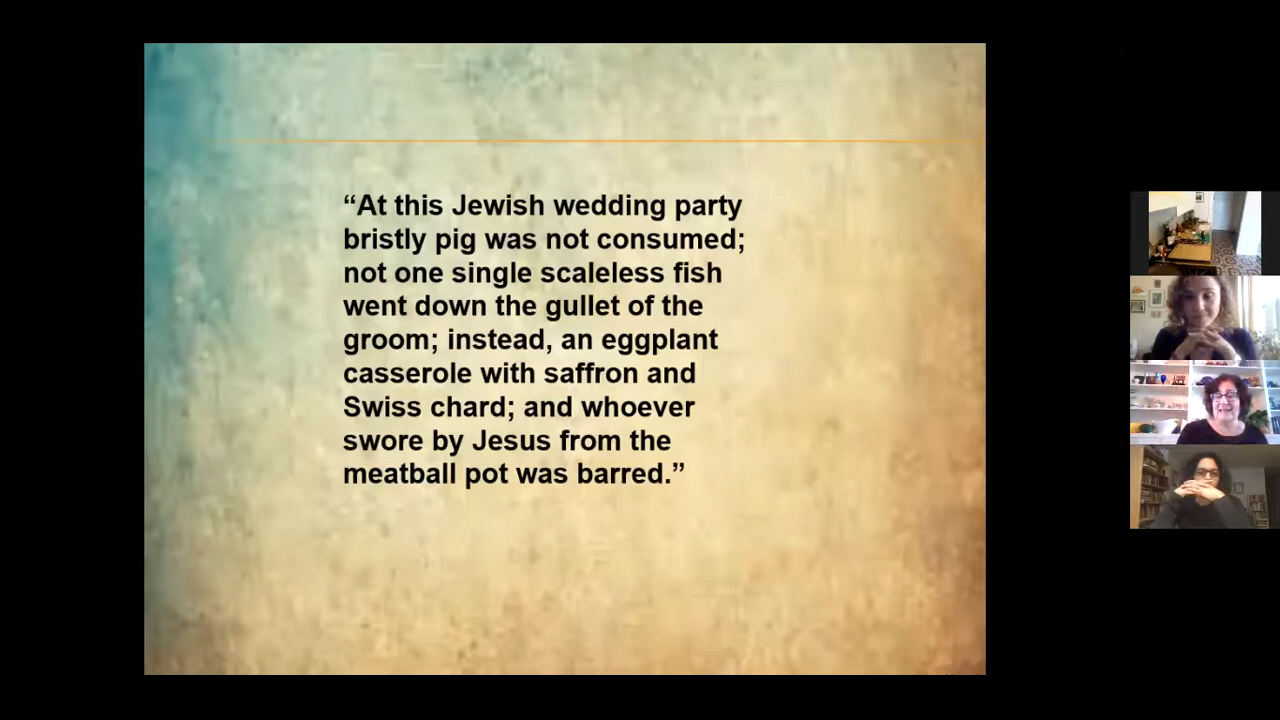 “At this Jewish wedding party
bristly pig was not consumed;
not one single scaleless fish
went down the gullet of the
groom; instead, an eggplant
casserole with saffron and
Swiss chard; and whoever
swore by Jesus from the
meatball pot was barred.”